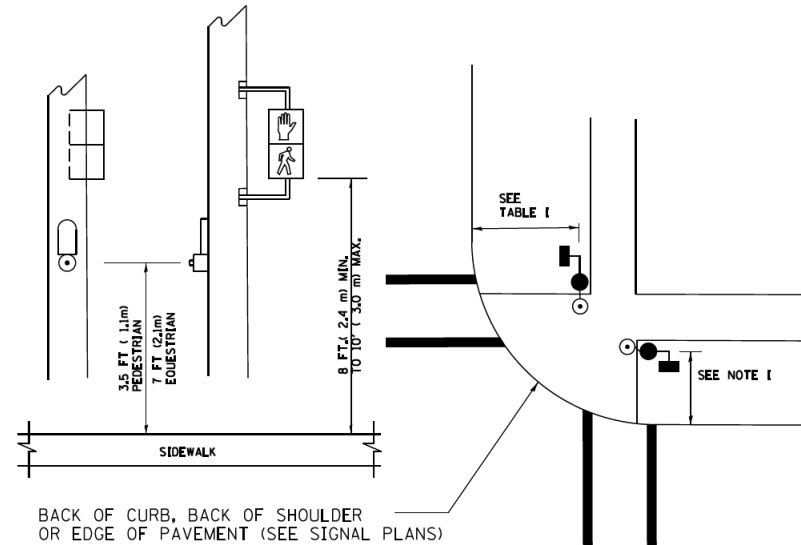 SEE
TABLE I
3.5 FT ( 1.1m)
PEDESTRIAN
7 FT (2.1m)
EQUESTRIAN
8 FT.( 2.4 m) MIN.
TO 10' ( 3.0 m) MAX.
SEE NOTE I
SIDEWALK
BACK OF CURB, BACK OF SHOULDER
OR EDGE OF PAVEMENT (SEE SIGNAL PLANS)